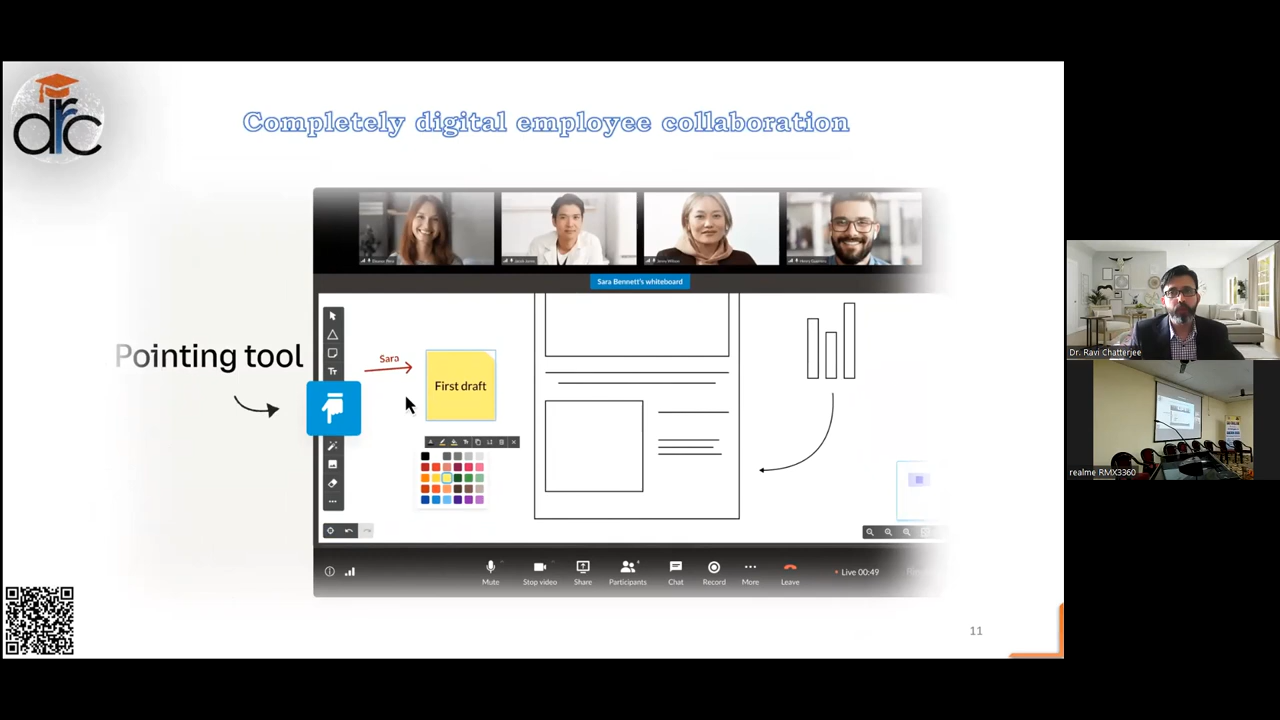 drc
Completely digital employee collaboration
Sara Bennett's whiteboard
Pointing tool
Sara
First draft
Tт
Mute
Stop video
Share
Participants
Chat
Record
More
Leave
Live 00:49
11
Dr. Ravi Chatterjee
realme RMX3360